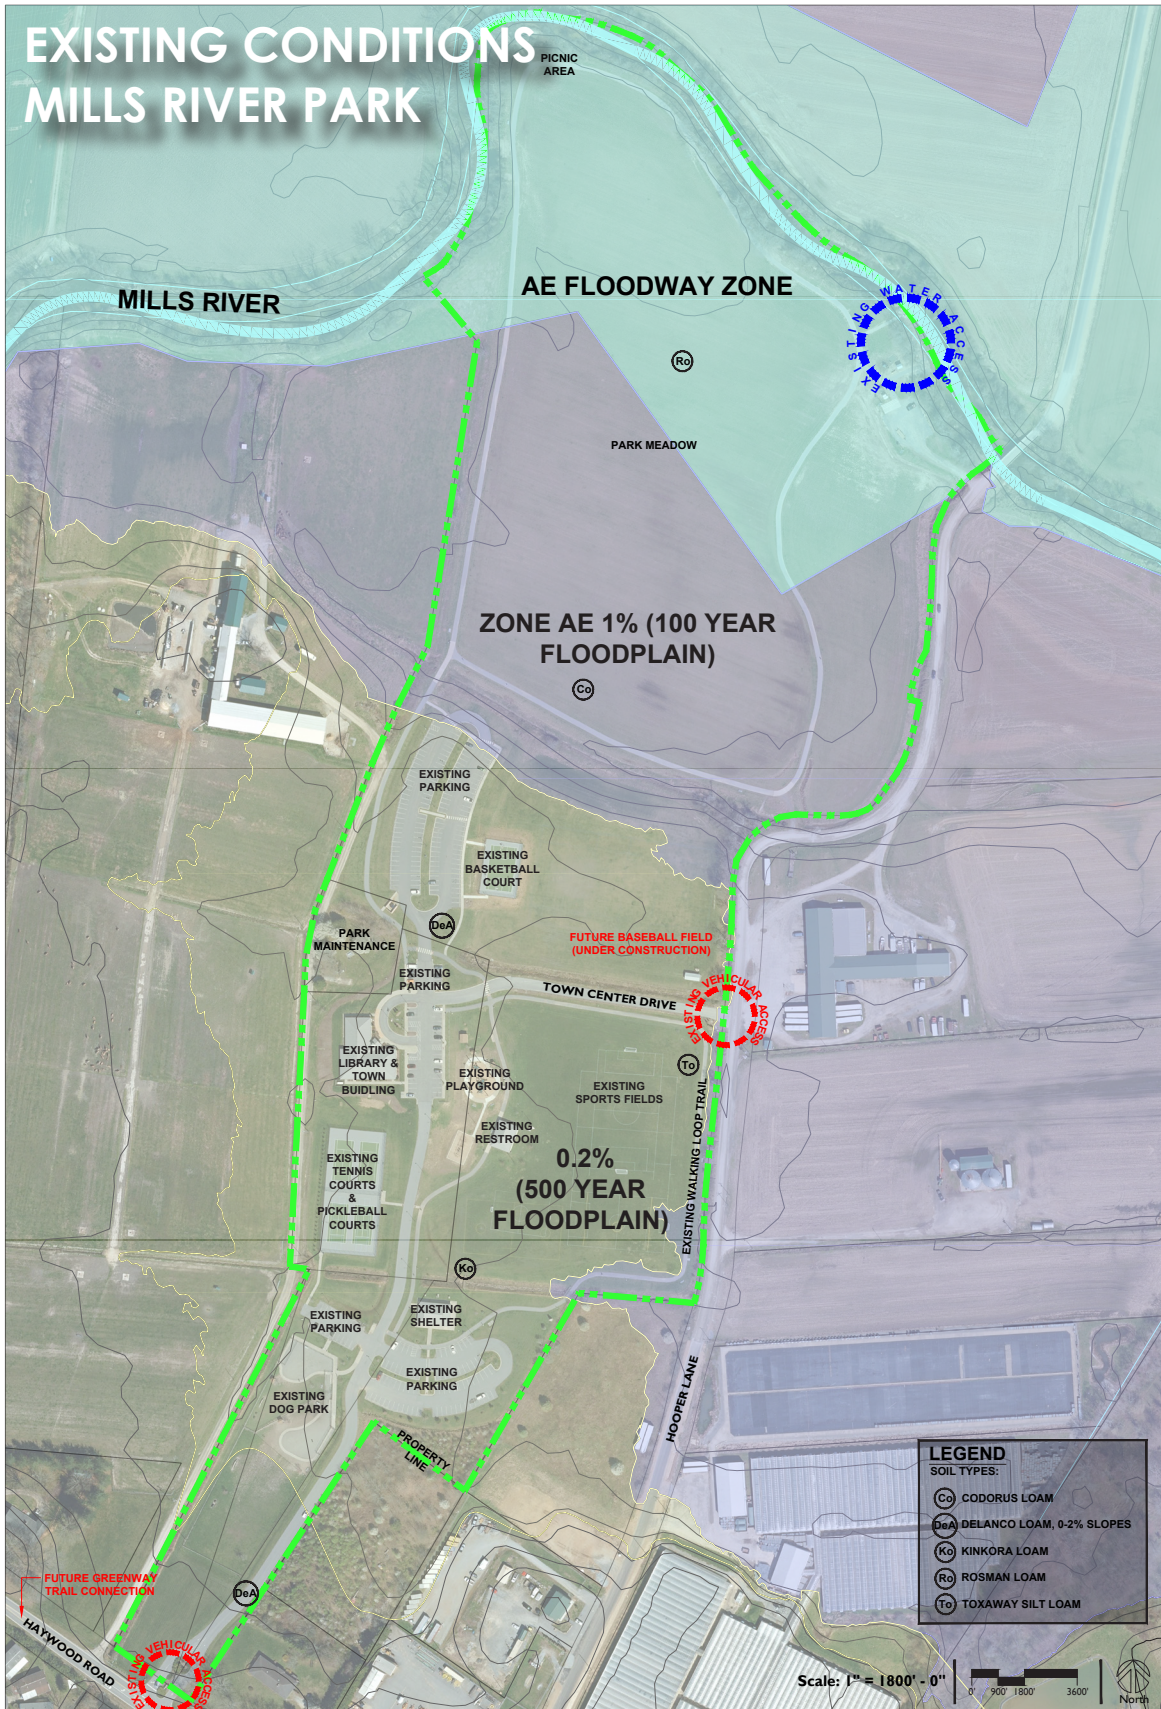 EXISTING CONDITIONS
MILLS RIVER PARK
PICNIC
AREA
MILLS RIVER
AE FLOODWAY ZONE
EXISTING WATER ACCESS
Ro
PARK MEADOW
ZONE AE 1% (100 YEAR
FLOODPLAIN)
Co
EXISTING
PARKING
EXISTING
BASKETBALL
COURT
DeA
PARK
MAINTENANCE
FUTURE BASEBALL FIELD
(UNDER CONSTRUCTION)
EXISTING
PARKING
TOWN CENTER DRIVE
EXISTING VEHICULAR ACCESS
EXISTING
LIBRARY &
TOWN
BUIDLING
EXISTING
PLAYGROUND
EXISTING
SPORTS FIELDS
To
EXISTING WALKING LOOP TRAIL
EXISTING
RESTROOM
EXISTING
TENNIS
COURTS
&
PICKLEBALL
COURTS
0.2%
(500 YEAR
FLOODPLAIN)
Ko
EXISTING
PARKING
EXISTING
SHELTER
EXISTING
PARKING
EXISTING
DOG PARK
PROPERTY
LINE
HOOPER LANE
FUTURE GREENWAY
TRAIL CONNECTION
DeA
HAYWOOD ROAD
EXISTING VEHICULAR ACCESS
LEGEND
SOIL TYPES:
Co CODORUS LOAM
DeA DELANCO LOAM, 0-2% SLOPES
Ko KINKORA LOAM
Ro ROSMAN LOAM
To TOXAWAY SILT LOAM
Scale: 1" = 1800' - 0"
0' 900' 1800' 3600'
North